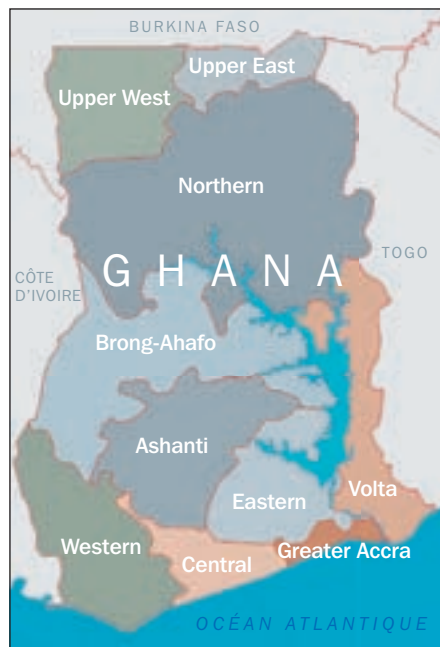 BURKINA FASO
Upper East
Upper West
Northern
TOGO
GHANA
CÔTE
D'IVOIRE
Brong-Ahafo
Ashanti
Volta
Eastern
Western
Greater Accra
Central
OCÉAN ATLANTIQUE